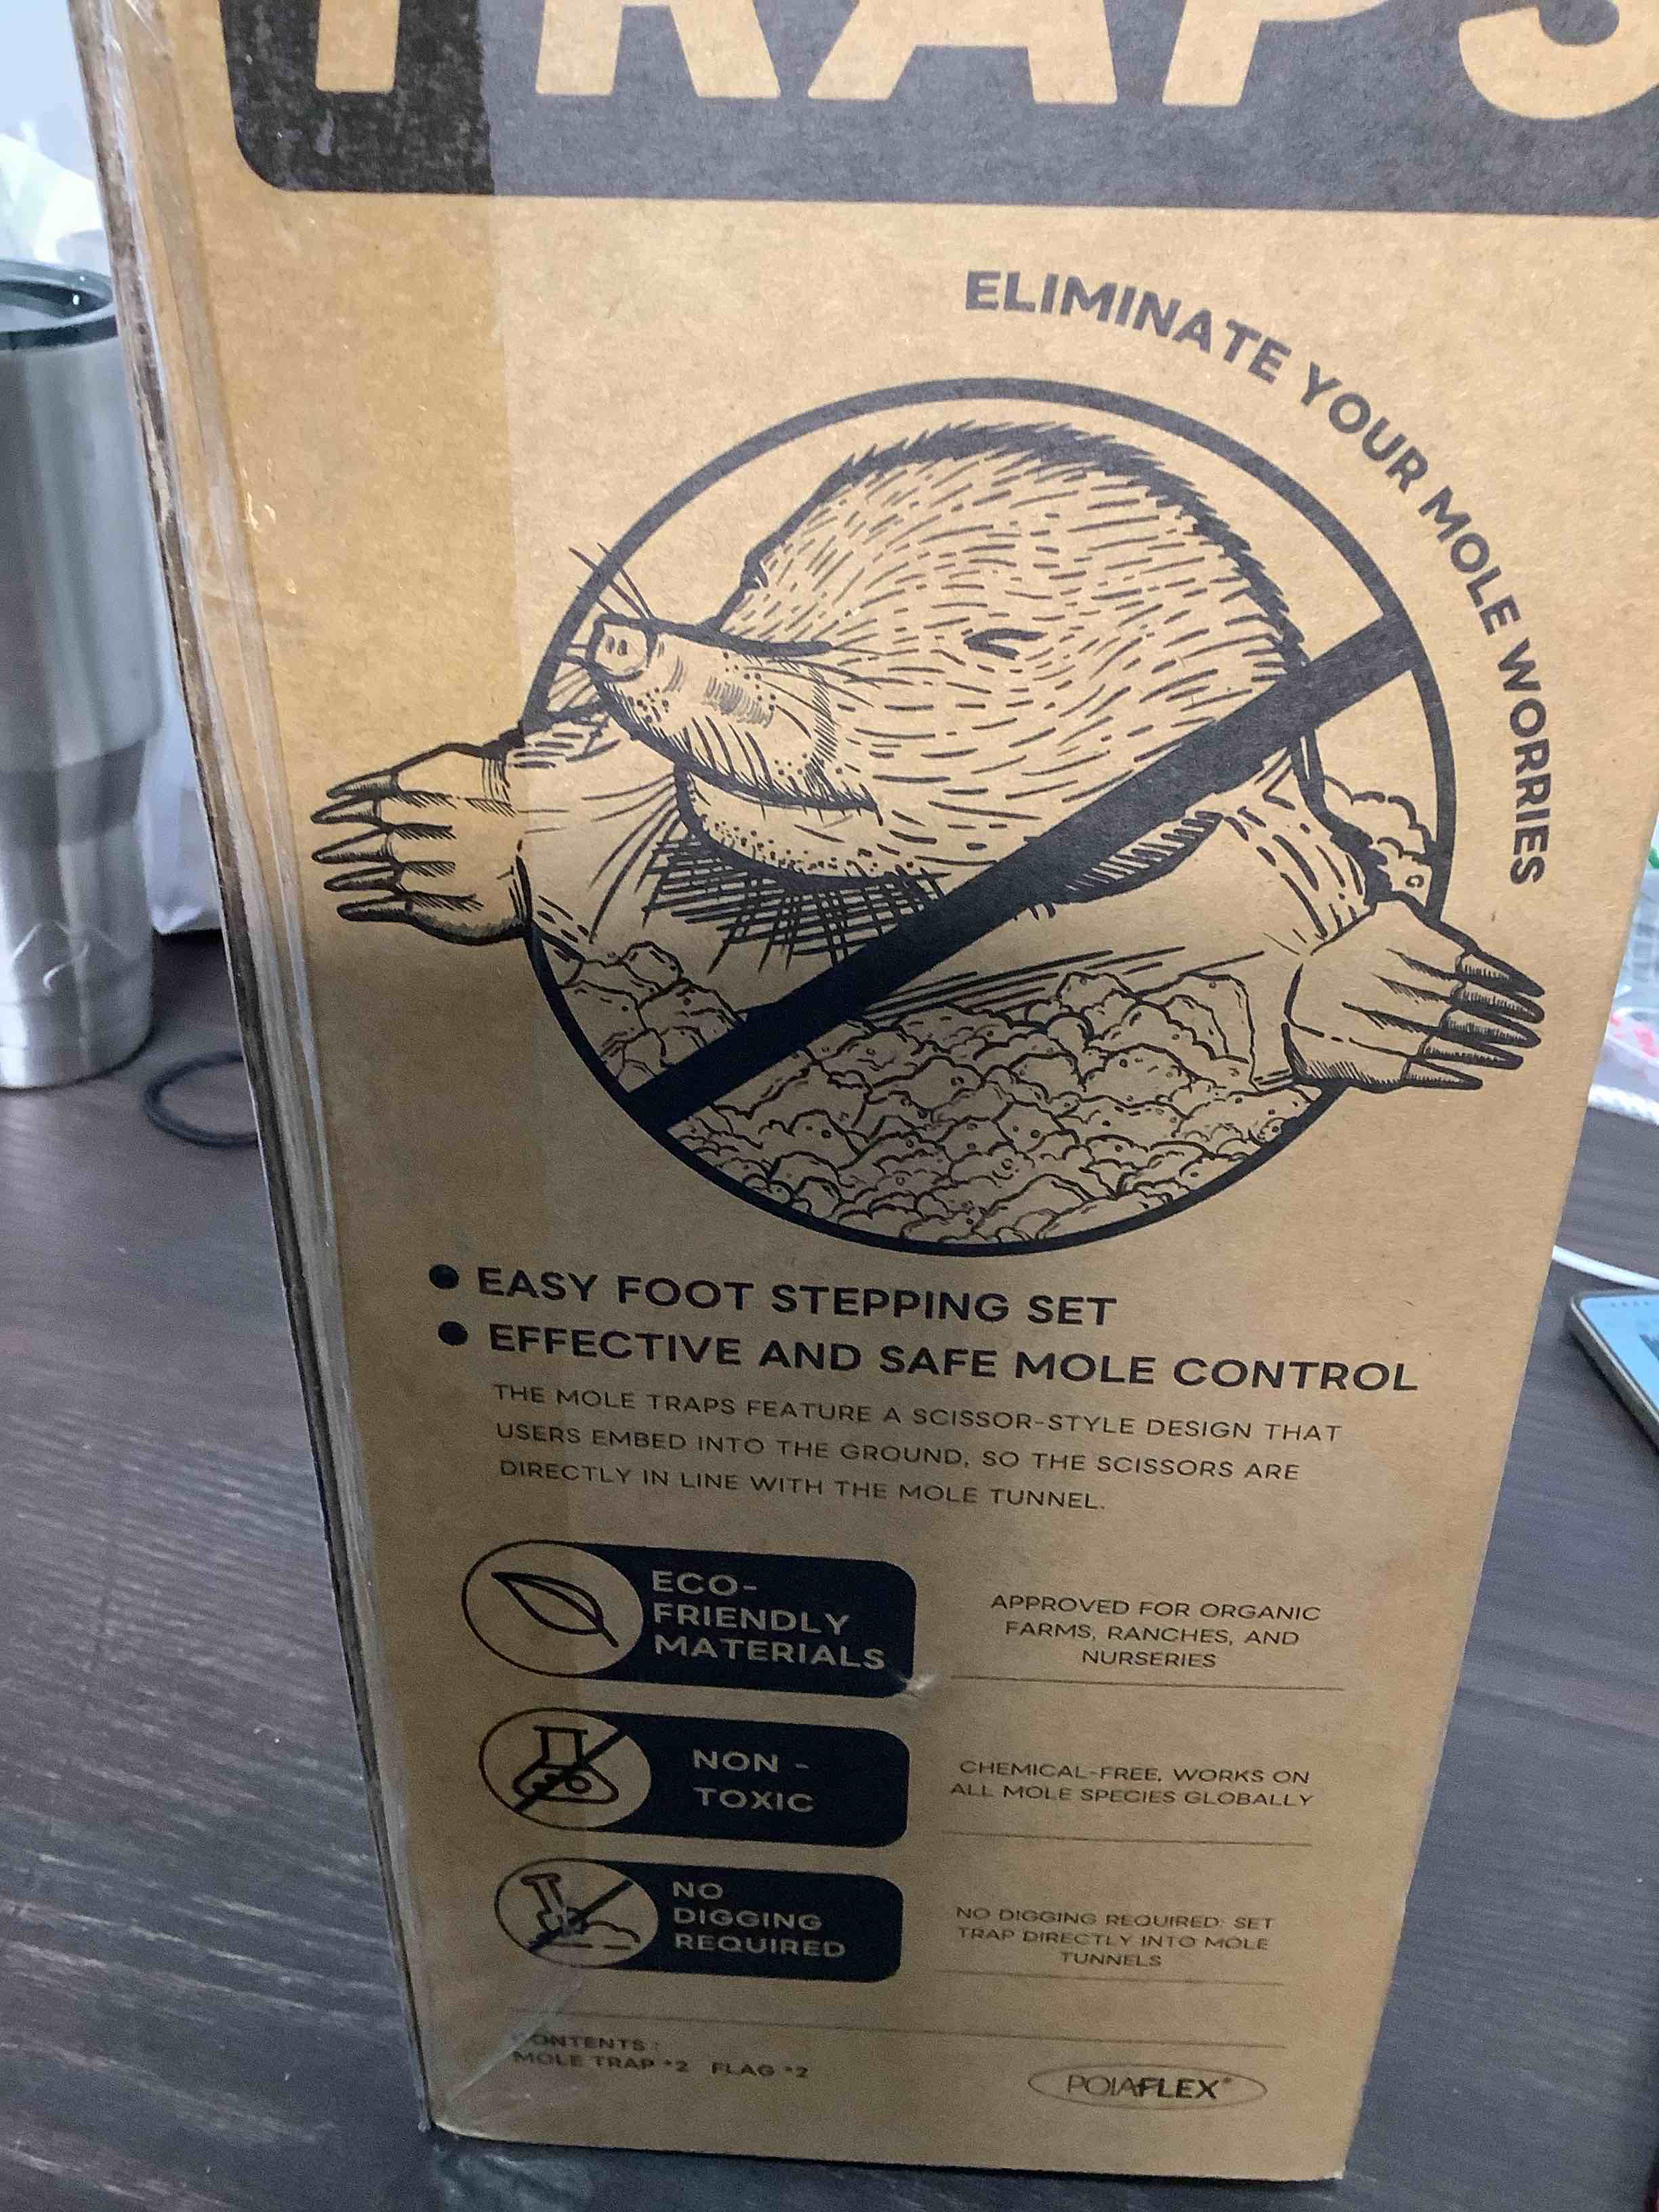 TRAPS
ELIMINATE YOUR MOLE WORRIES
● EASY FOOT STEPPING SET
● EFFECTIVE AND SAFE MOLE CONTROL
THE MOLE TRAPS FEATURE A SCISSOR-STYLE DESIGN THAT
USERS EMBED INTO THE GROUND, SO THE SCISSORS ARE
DIRECTLY IN LINE WITH THE MOLE TUNNEL.
ECO-
FRIENDLY
MATERIALS
APPROVED FOR ORGANIC
FARMS, RANCHES, AND
NURSERIES
NON -
TOXIC
CHEMICAL-FREE, WORKS ON
ALL MOLE SPECIES GLOBALLY
NO
DIGGING
REQUIRED
NO DIGGING REQUIRED: SET
TRAP DIRECTLY INTO MOLE
TUNNELS
CONTENTS :
MOLE TRAP *2 FLAG *2
POIAFLEX®